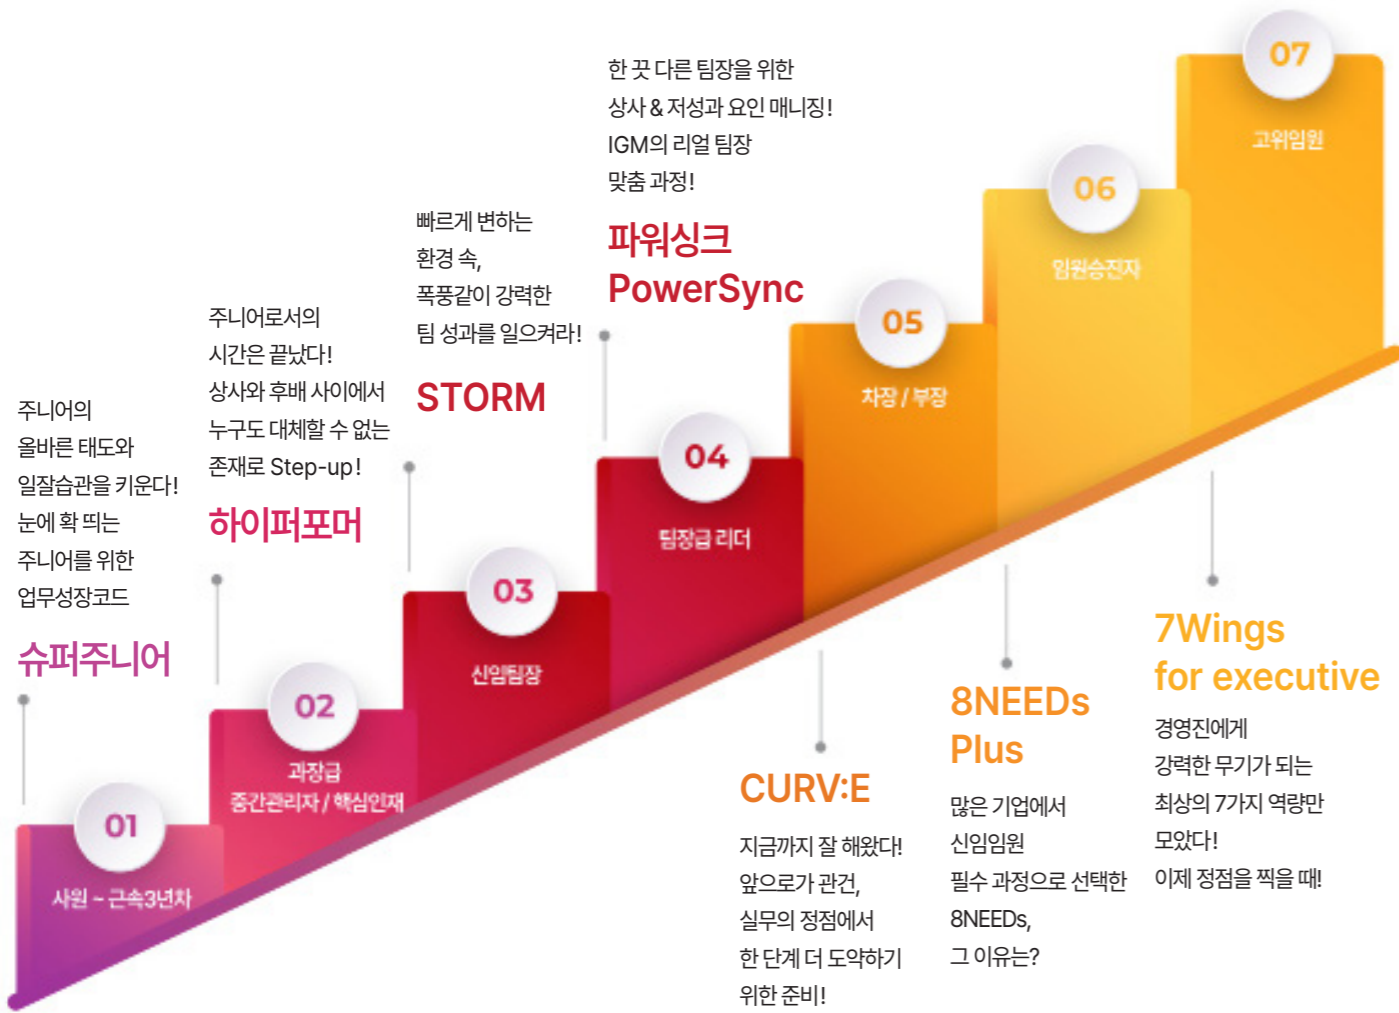 주니어의
올바른 태도와
일잘습관을 키운다!
눈에 확 띄는
주니어를 위한
업무성장코드
슈퍼주니어
01
사원 ~ 근속3년차
주니어로서의
시간은 끝났다!
상사와 후배 사이에서
누구도 대체할 수 없는
존재로 Step-up!
하이퍼포머
02
과장급
중간관리자 / 핵심인재
빠르게 변하는
환경 속,
폭풍같이 강력한
팀 성과를 일으켜라!
STORM
03
신임팀장
한 끗 다른 팀장을 위한
상사 & 저성과 요인 매니징!
IGM의 리얼 팀장
맞춤 과정!
파워싱크
PowerSync
04
팀장급 리더
05
차장 / 부장
CURV:E
지금까지 잘 해왔다!
앞으로가 관건,
실무의 정점에서
한 단계 더 도약하기
위한 준비!
06
임원승진자
8NEEDs
Plus
많은 기업에서
신임임원
필수 과정으로 선택한
8NEEDs,
그 이유는?
07
고위임원
7Wings
for executive
경영진에게
강력한 무기가 되는
최상의 7가지 역량만
모았다!
이제 정점을 찍을 때!